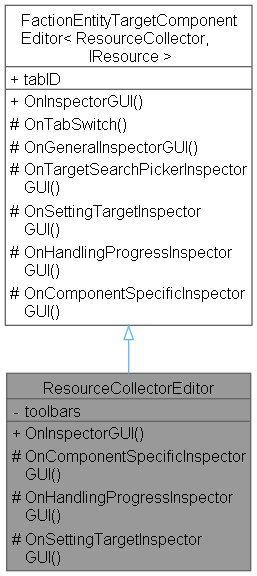 FactionEntityTargetComponent
Editor< ResourceCollector,
IResource >
+ tabID
+ OnInspectorGUI()
# OnTabSwitch()
# OnGeneralInspectorGUI()
# OnTargetSearchPickerInspector
GUI()
# OnSettingTargetInspector
GUI()
# OnHandlingProgressInspector
GUI()
# OnComponentSpecificInspector
GUI()
ResourceCollectorEditor
- toolbars
+ OnInspectorGUI()
# OnComponentSpecificInspector
GUI()
# OnHandlingProgressInspector
GUI()
# OnSettingTargetInspector
GUI()